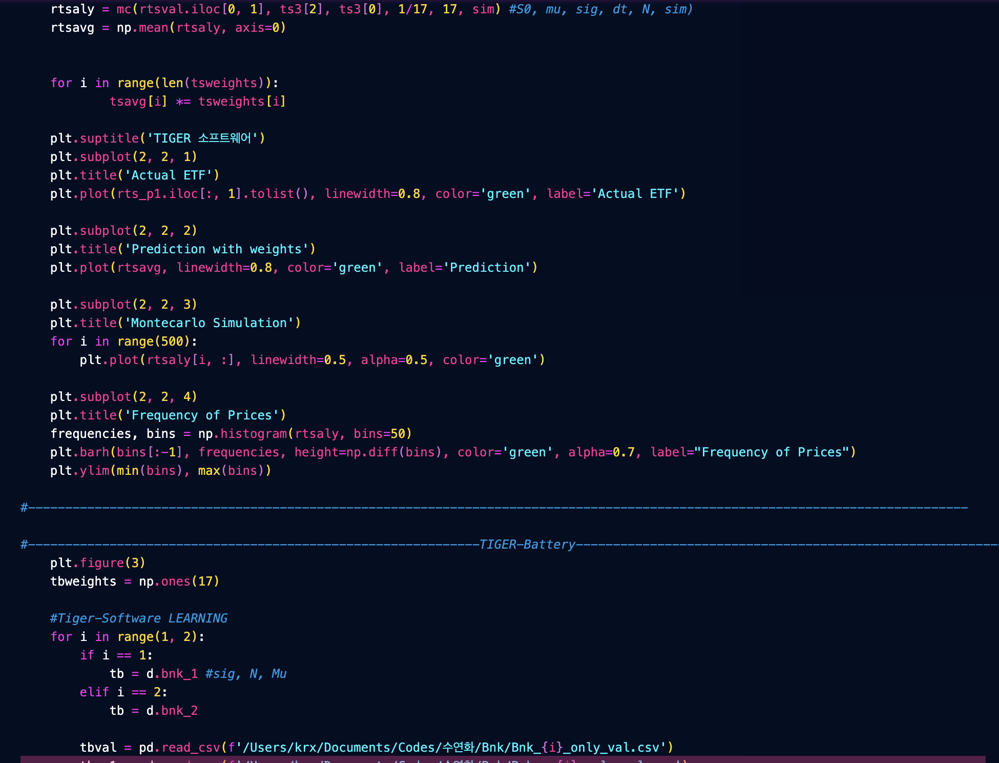 rtsaly = mc(rtsval.iloc[0, 1], ts3[2], ts3[0], 1/17, 17, sim) #S0, mu, sig, dt, N, sim)
rtsavg = np.mean(rtsaly, axis=0)
for i in range(len(tsweights)):
tsavg[i] *= tsweights[i]
plt.suptitle('TIGER 소프트웨어')
plt.subplot(2, 2, 1)
plt.title('Actual ETF')
plt.plot(rts_p1.iloc[:, 1].tolist(), linewidth=0.8, color='green', label='Actual ETF')
plt.subplot(2, 2, 2)
plt.title('Prediction with weights')
plt.plot(rtsavg, linewidth=0.8, color='green', label='Prediction')
plt.subplot(2, 2, 3)
plt.title('Montecarlo Simulation')
for i in range(500):
plt.plot(rtsaly[i, :], linewidth=0.5, alpha=0.5, color='green')
plt.subplot(2, 2, 4)
plt.title('Frequency of Prices')
frequencies, bins = np.histogram(rtsaly, bins=50)
plt.barh(bins[:-1], frequencies, height=np.diff(bins), color='green', alpha=0.7, label="Frequency of Prices")
plt.ylim(min(bins), max(bins))
#-------------------------------------------------------------------------------------------------------------------------------
#-------------------------------------------------------------TIGER-Battery---------------------------------------------------------
plt.figure(3)
tbweights = np.ones(17)
#Tiger-Software LEARNING
for i in range(1, 2):
if i == 1:
tb = d.bnk_1 #sig, N, Mu
elif i == 2:
tb = d.bnk_2
tbval = pd.read_csv(f'/Users/krx/Documents/Codes/수연화/Bnk/Bnk_{i}_only_val.csv')